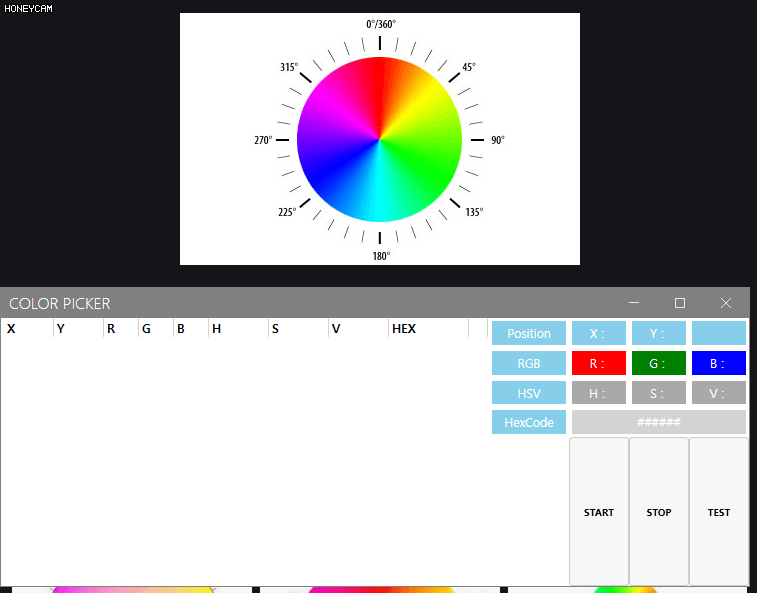 HONEYCAM
0°/360°
315° 45°
270° 90°
225° 135°
180°
COLOR PICKER
X Y R G B H S V HEX
Position X : Y :
RGB R : G : B :
HSV H : S : V :
HexCode ######
START STOP TEST